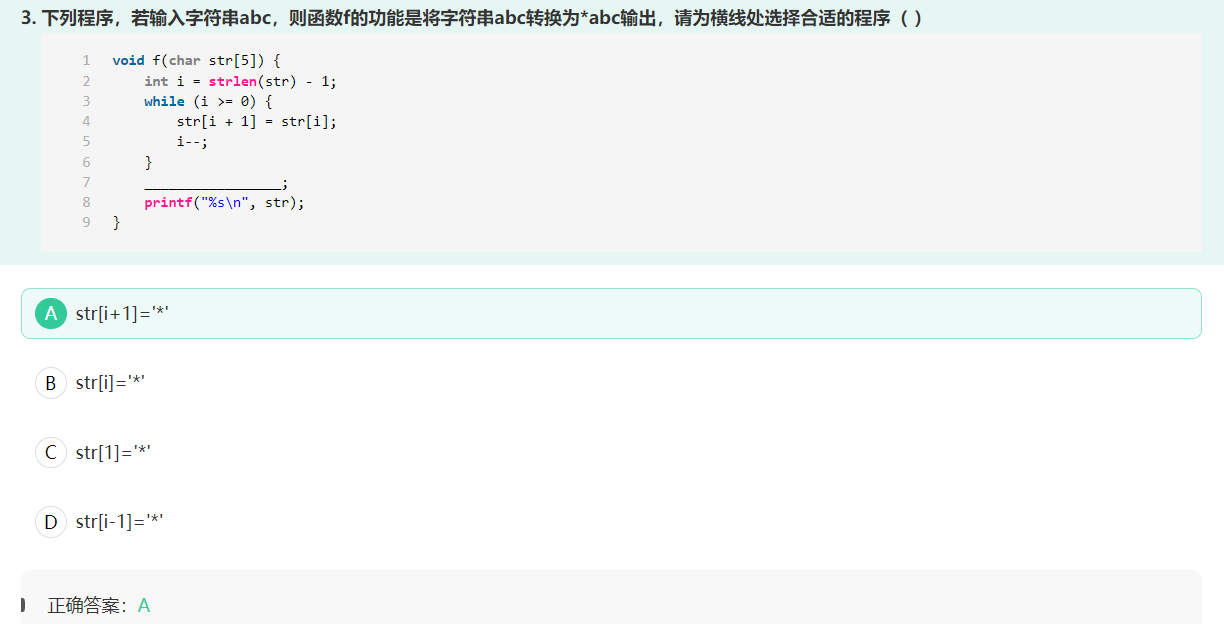 3. 下列程序，若输入字符串abc，则函数f的功能是将字符串abc转换为*abc输出，请为横线处选择合适的程序（ ）
1 void f(char str[5]) {
2 int i = strlen(str) - 1;
3 while (i >= 0) {
4 str[i + 1] = str[i];
5 i--;
6 }
7 _________________;
8 printf("%s\n", str);
9 }
A str[i+1]='*'
B str[i]='*'
C str[1]='*'
D str[i-1]='*'
正确答案：A